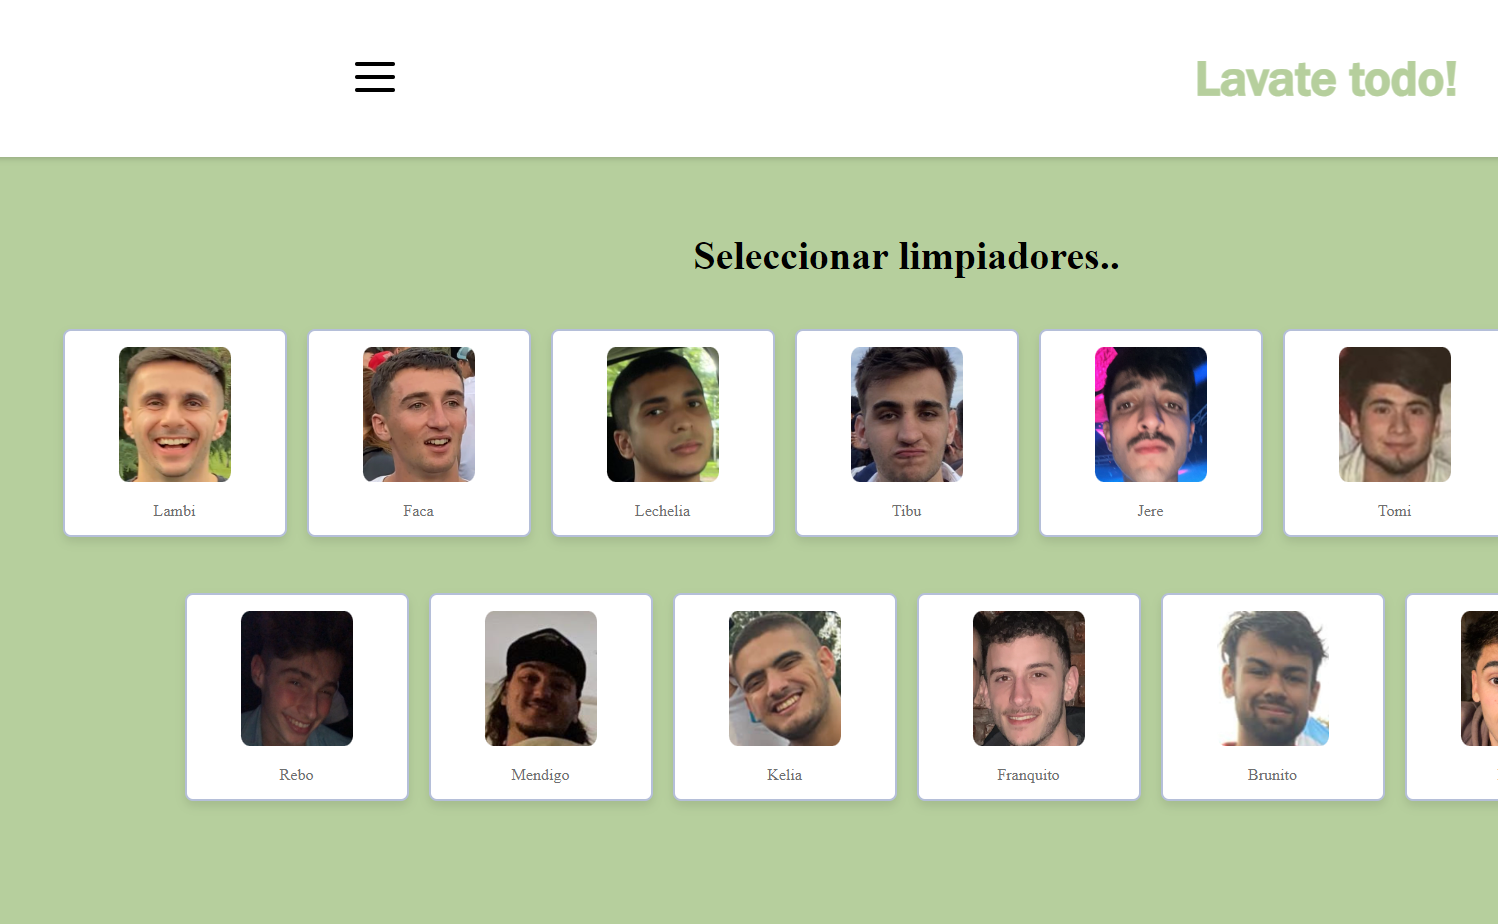 Lavate todo!
Seleccionar limpiadores..
Lambi
Faca
Lechelia
Tibu
Jere
Tomi
Rebo
Mendigo
Kelia
Franquito
Brunito